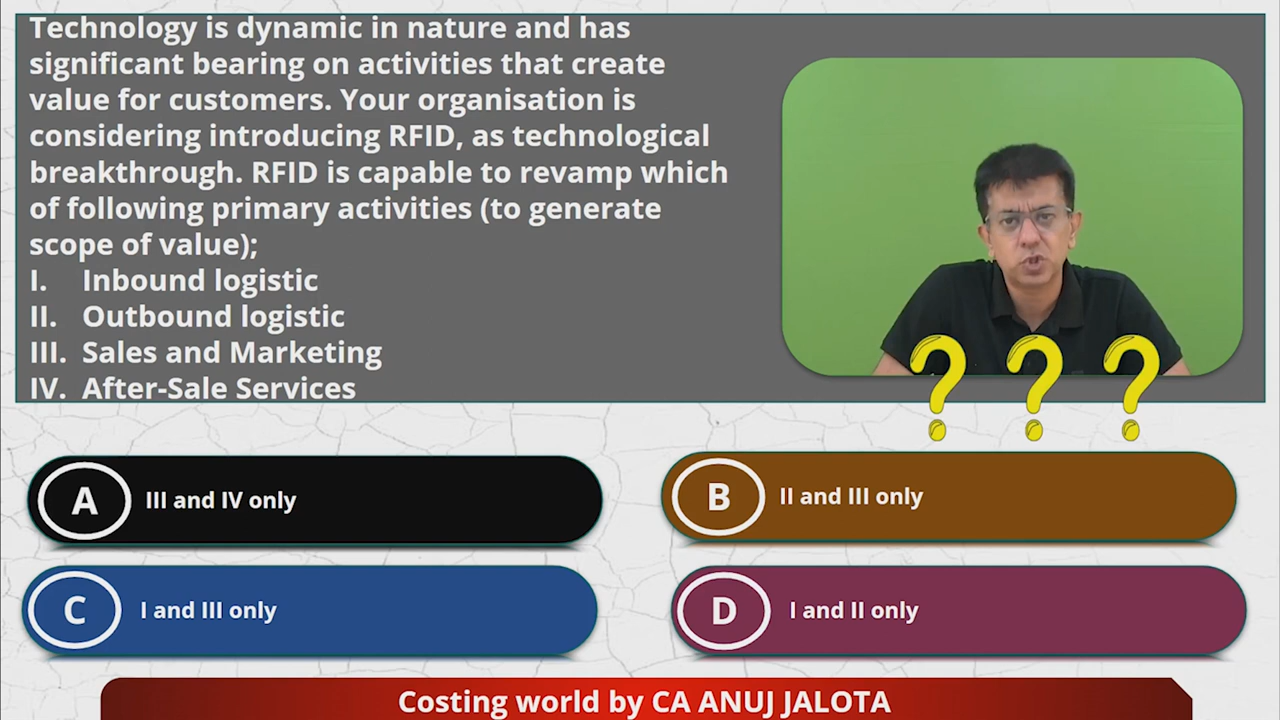 Technology is dynamic in nature and has
significant bearing on activities that create
value for customers. Your organisation is
considering introducing RFID, as technological
breakthrough. RFID is capable to revamp which
of following primary activities (to generate
scope of value);
I. Inbound logistic
II. Outbound logistic
III. Sales and Marketing
IV. After-Sale Services
? ? ?
A III and IV only
B II and III only
C I and III only
D I and II only
Costing world by CA ANUJ JALOTA